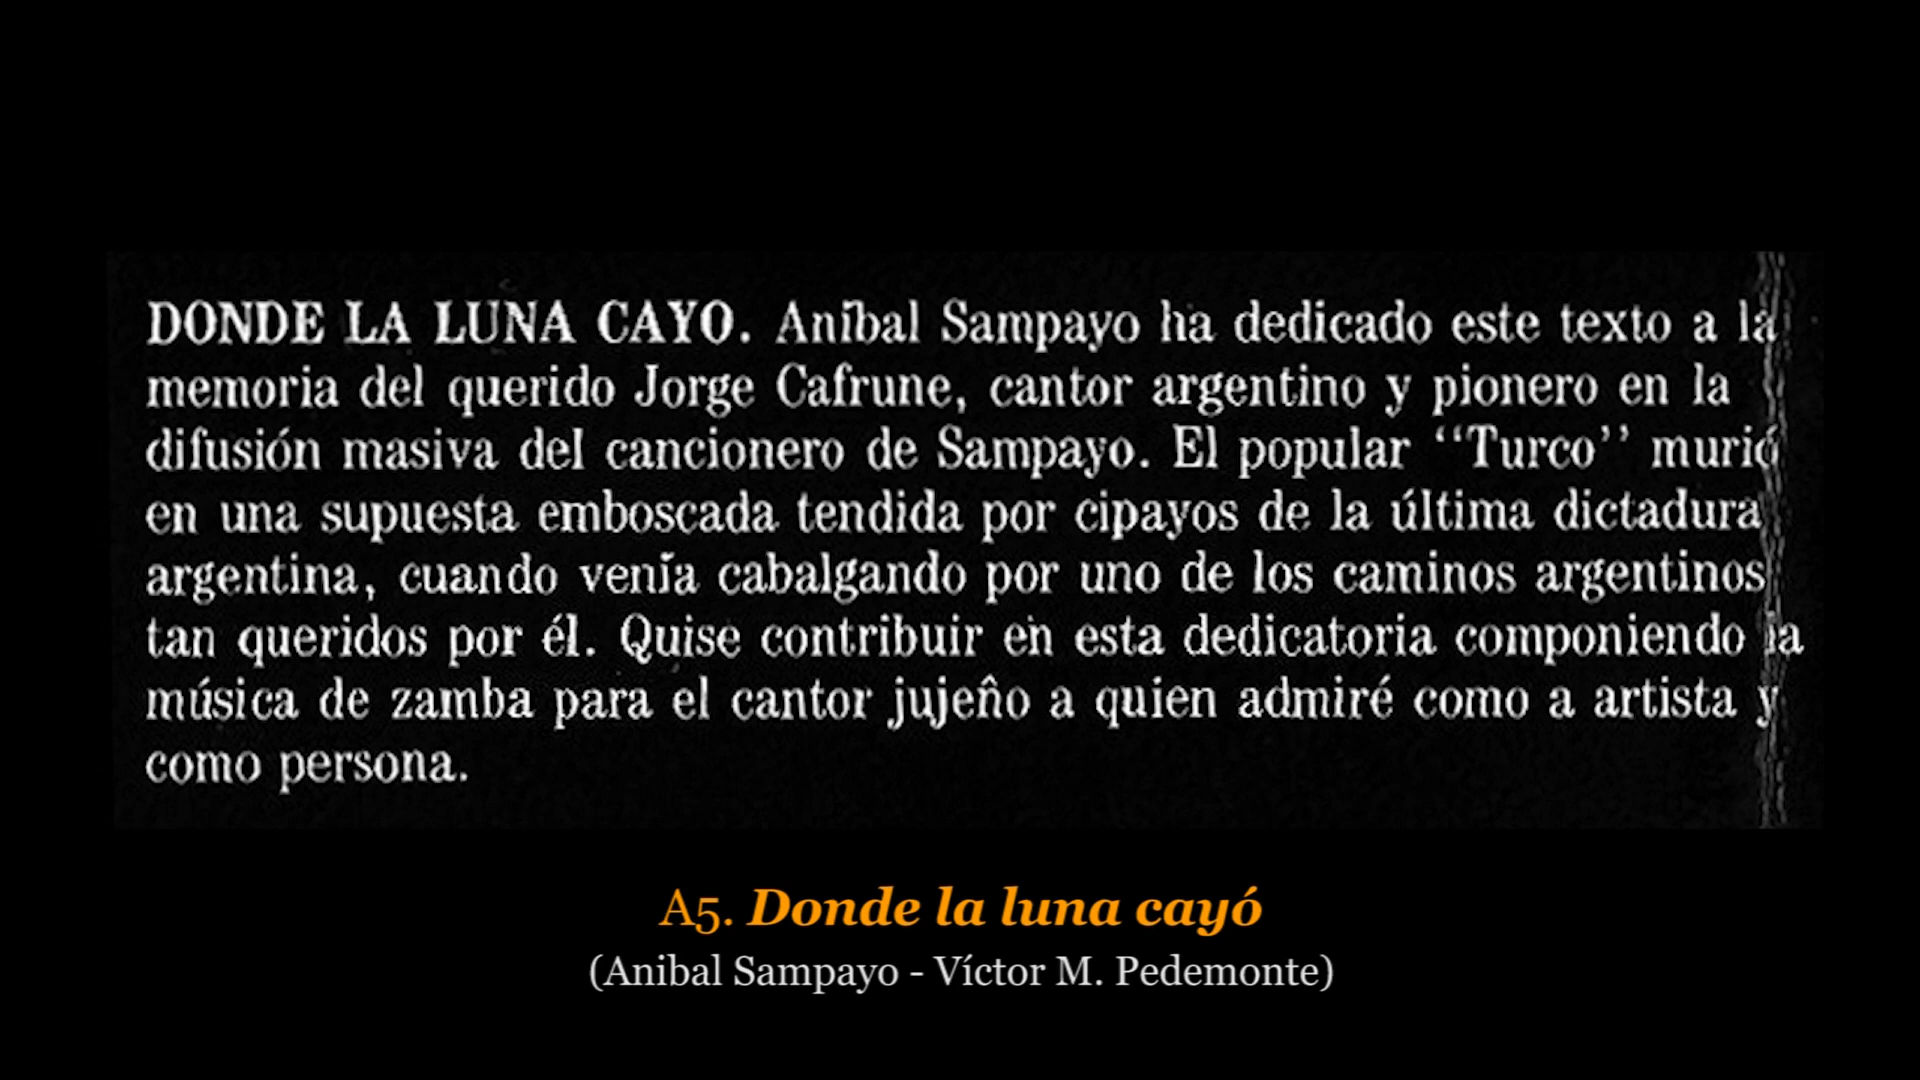 DONDE LA LUNA CAYO. Aníbal Sampayo ha dedicado este texto a la
memoria del querido Jorge Cafrune, cantor argentino y pionero en la
difusión masiva del cancionero de Sampayo. El popular “Turco” murió
en una supuesta emboscada tendida por cipayos de la última dictadura
argentina, cuando venía cabalgando por uno de los caminos argentinos
tan queridos por él. Quise contribuir en esta dedicatoria componiendo la
música de zamba para el cantor jujeño a quien admiré como a artista y
como persona.
A5. Donde la luna cayó
(Anibal Sampayo - Víctor M. Pedemonte)